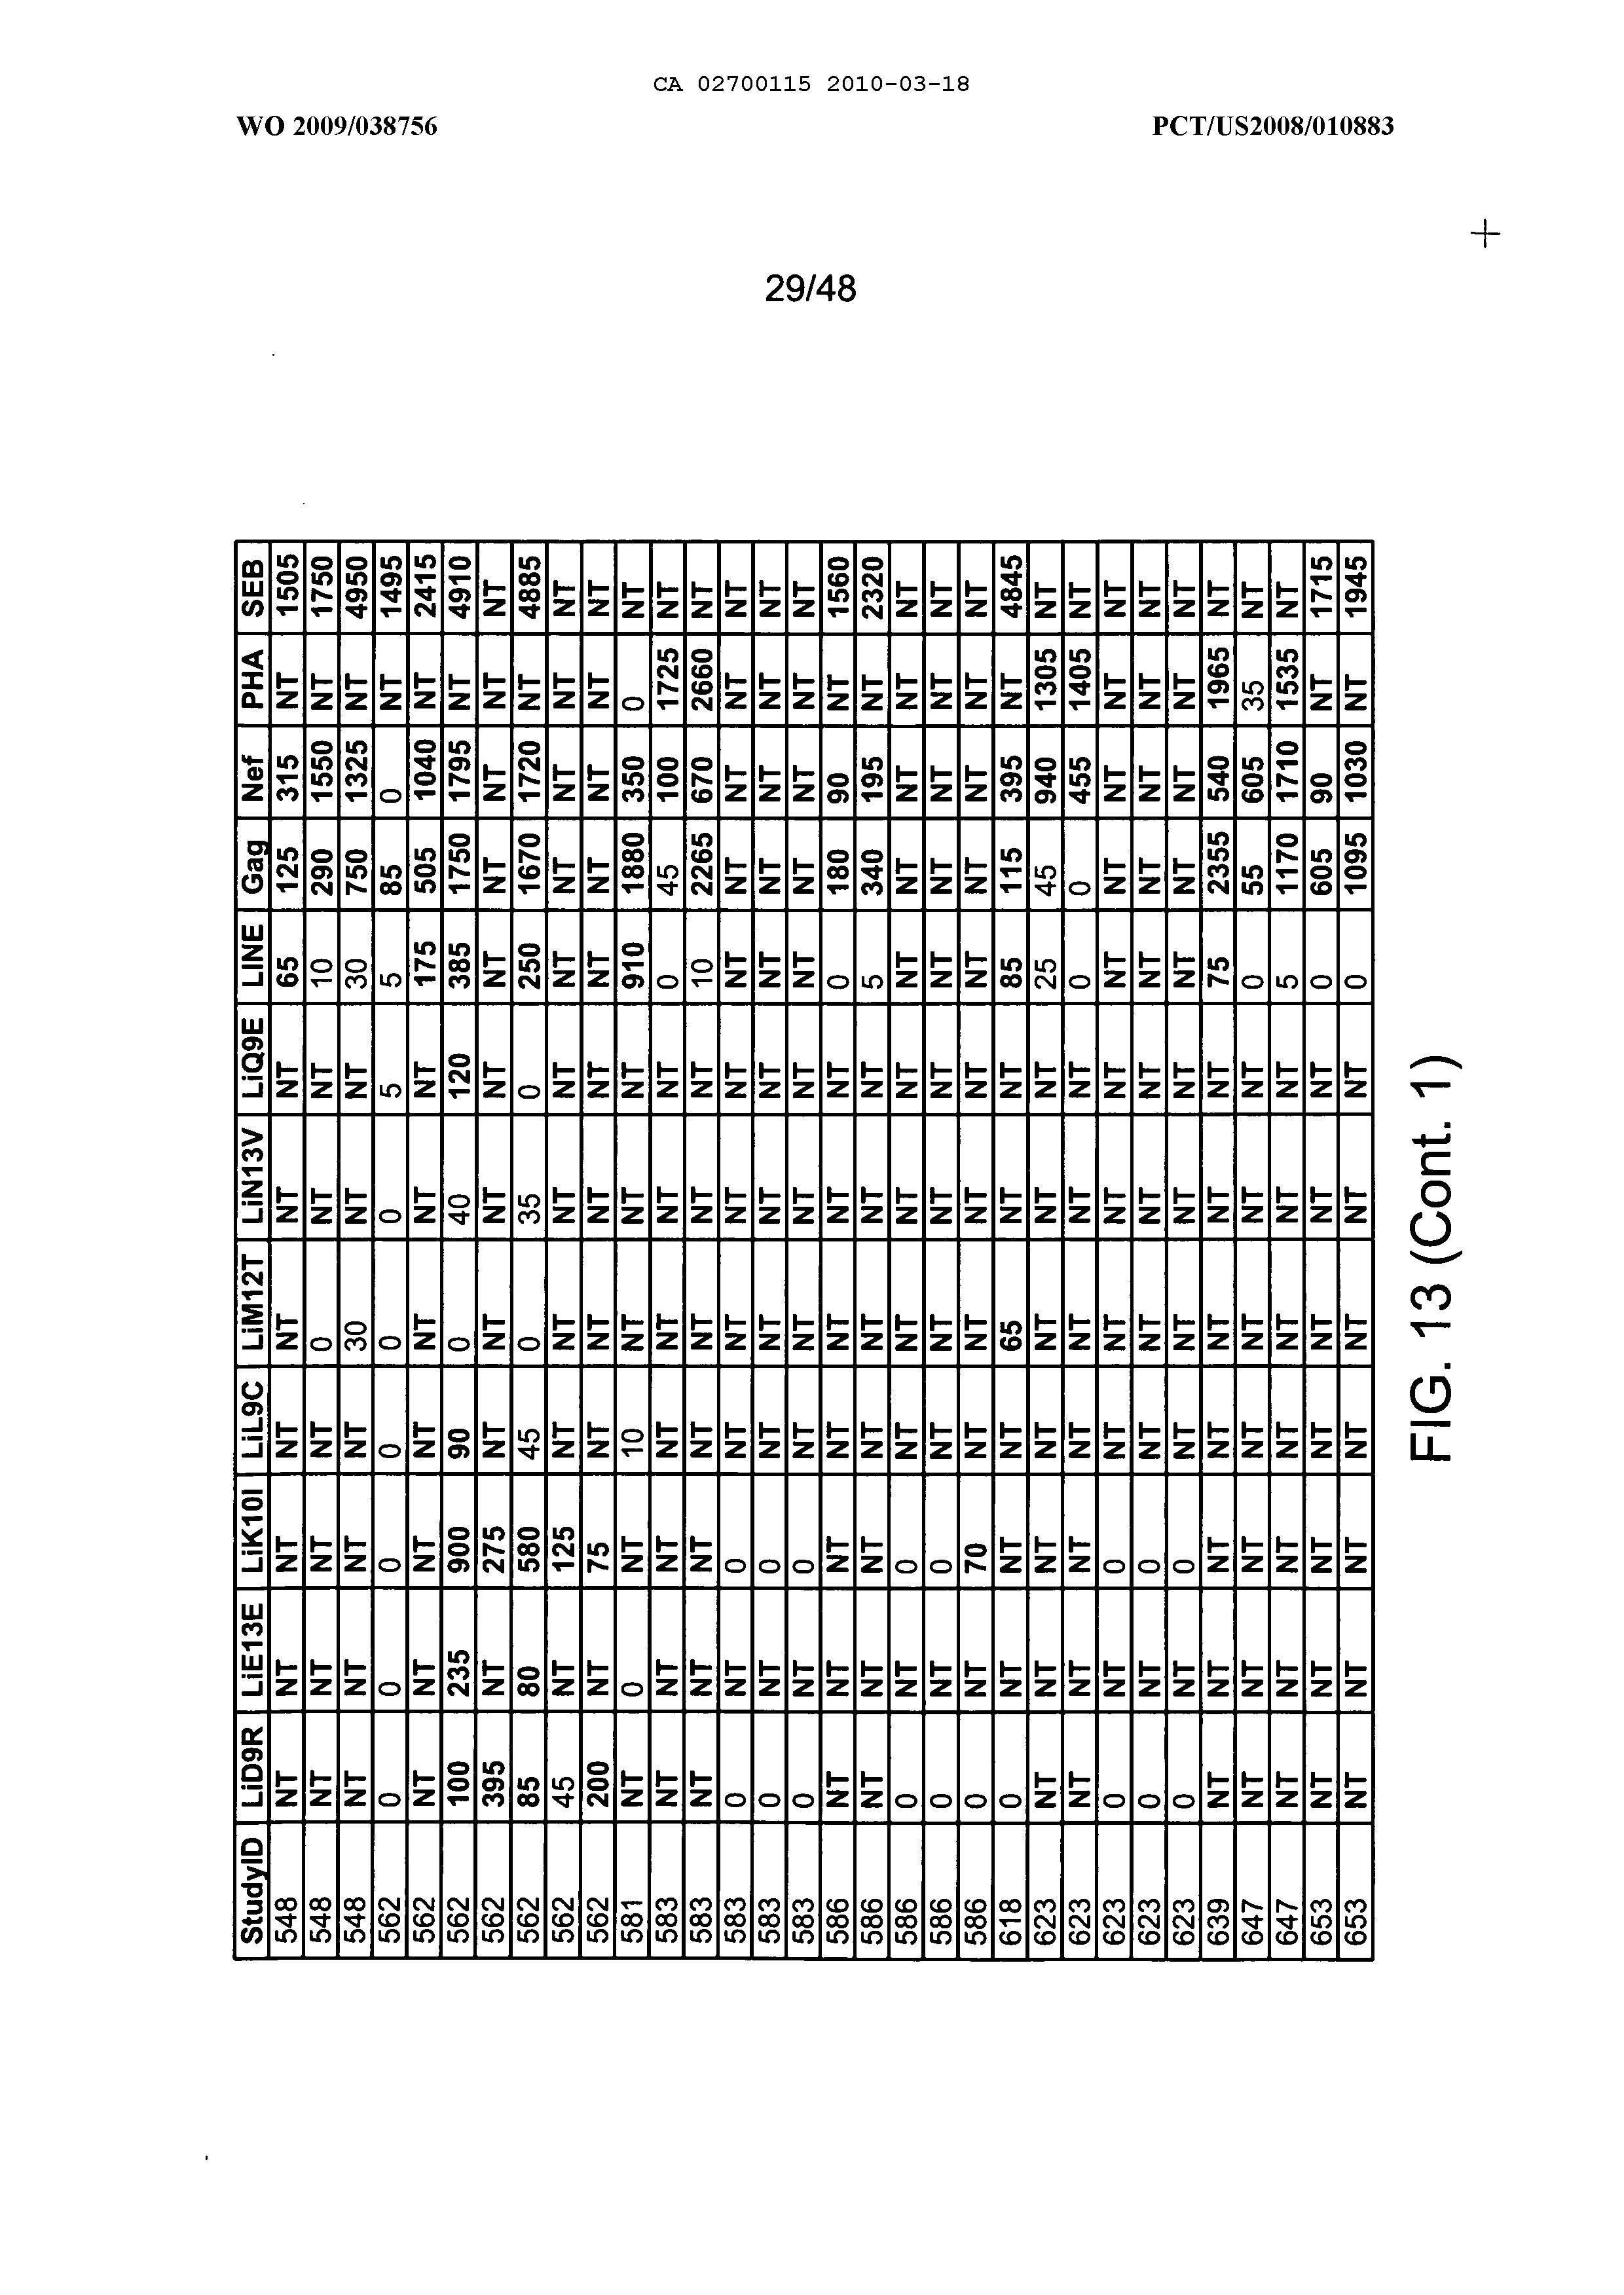 CA 02700115 2010-03-18
WO 2009/038756 PCT/US2008/010883
29/48
StudyID LiD9R LiE13E LiK10I LiL9C LiM12T LiN13V LiQ9E LINE Gag Nef PHA SEB
548 NT NT NT NT NT NT NT 65 125 315 NT 1505
548 NT NT NT NT 0 NT NT 10 290 1550 NT 1750
548 NT NT NT NT 30 NT NT 30 750 1325 NT 4950
562 0 0 0 0 0 0 5 5 85 0 NT 1495
562 NT NT NT NT NT NT NT 175 505 1040 NT 2415
562 100 235 900 90 0 40 120 385 1750 1795 NT 4910
562 395 NT 275 NT NT NT NT NT NT NT NT NT
562 85 80 580 45 0 35 0 250 1670 1720 NT 4885
562 45 NT 125 NT NT NT NT NT NT NT NT NT
562 200 NT 75 NT NT NT NT NT NT NT NT NT
581 NT 0 NT 10 NT NT NT 910 1880 350 0 NT
583 NT NT NT NT NT NT NT 0 45 100 1725 NT
583 NT NT NT NT NT NT NT 10 2265 670 2660 NT
583 0 NT 0 NT NT NT NT NT NT NT NT NT
583 0 NT 0 NT NT NT NT NT NT NT NT NT
583 0 NT 0 NT NT NT NT NT NT NT NT NT
586 NT NT NT NT NT NT NT 0 180 90 NT 1560
586 NT NT NT NT NT NT NT 5 340 195 NT 2320
586 0 NT 0 NT NT NT NT NT NT NT NT NT
586 0 NT 0 NT NT NT NT NT NT NT NT NT
586 0 NT 70 NT NT NT NT NT NT NT NT NT
618 0 NT NT NT 65 NT NT 85 115 395 NT 4845
623 NT NT NT NT NT NT NT 25 45 940 1305 NT
623 NT NT NT NT NT NT NT 0 0 455 1405 NT
623 0 NT 0 NT NT NT NT NT NT NT NT NT
623 0 NT 0 NT NT NT NT NT NT NT NT NT
623 0 NT 0 NT NT NT NT NT NT NT NT NT
639 NT NT NT NT NT NT NT 75 2355 540 1965 NT
647 NT NT NT NT NT NT NT 0 55 605 35 NT
647 NT NT NT NT NT NT NT 5 1170 1710 1535 NT
653 NT NT NT NT NT NT NT 0 605 90 NT 1715
653 NT NT NT NT NT NT NT 0 1095 1030 NT 1945
FIG. 13 (Cont. 1)